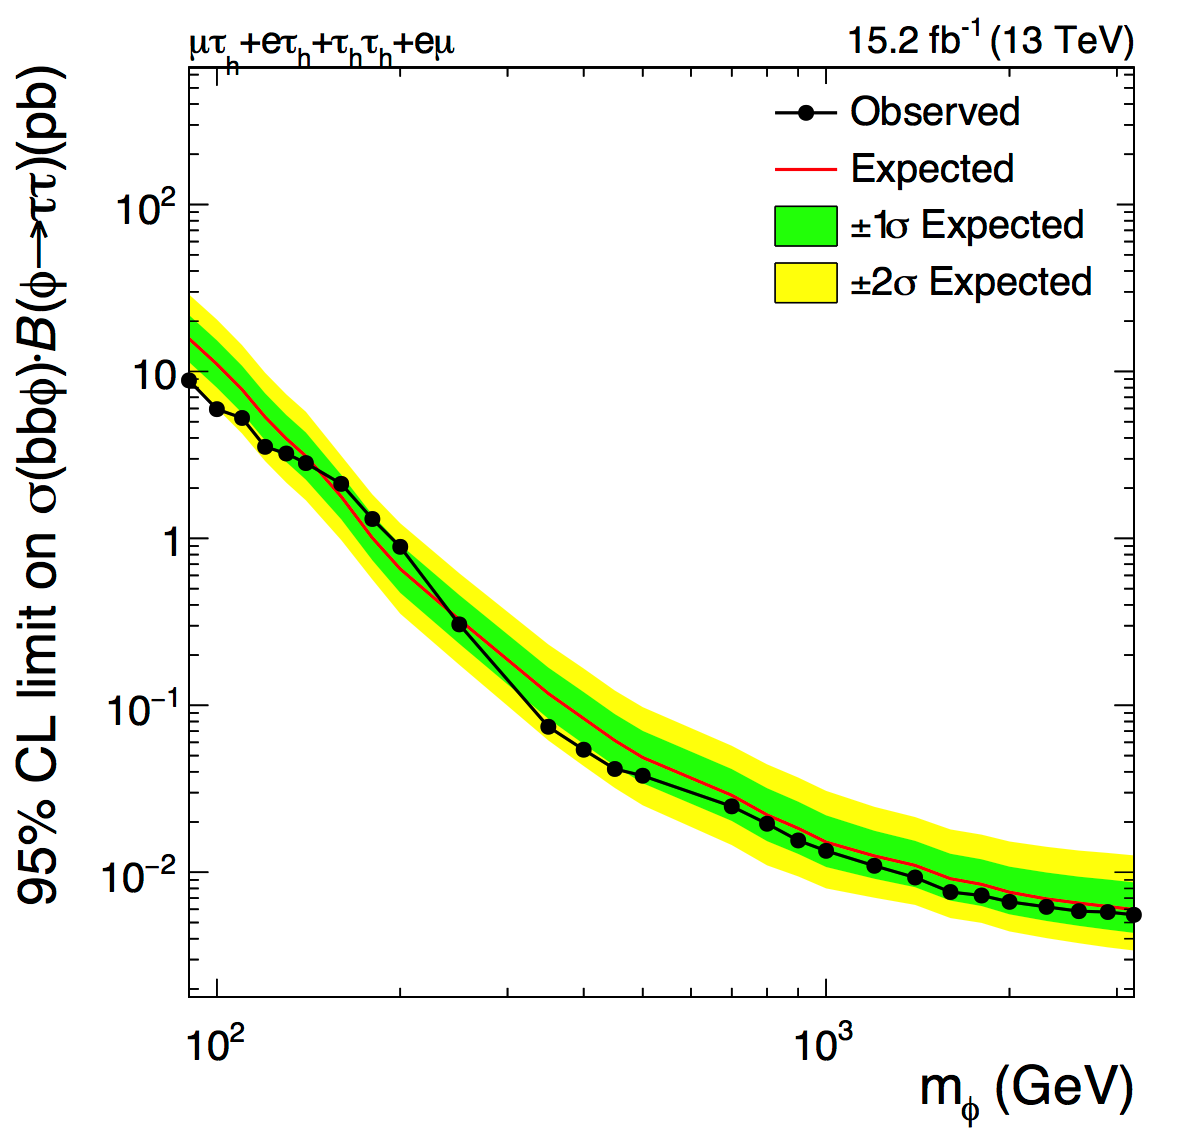 μτₕ+eτₕ+τₕτₕ+eμ
15.2 fb⁻¹ (13 TeV)
95% CL limit on σ(bbϕ)·B(ϕ→ττ)(pb)
Observed
Expected
±1σ Expected
±2σ Expected
10²
10
1
10⁻¹
10⁻²
10² 10³
m_ϕ (GeV)